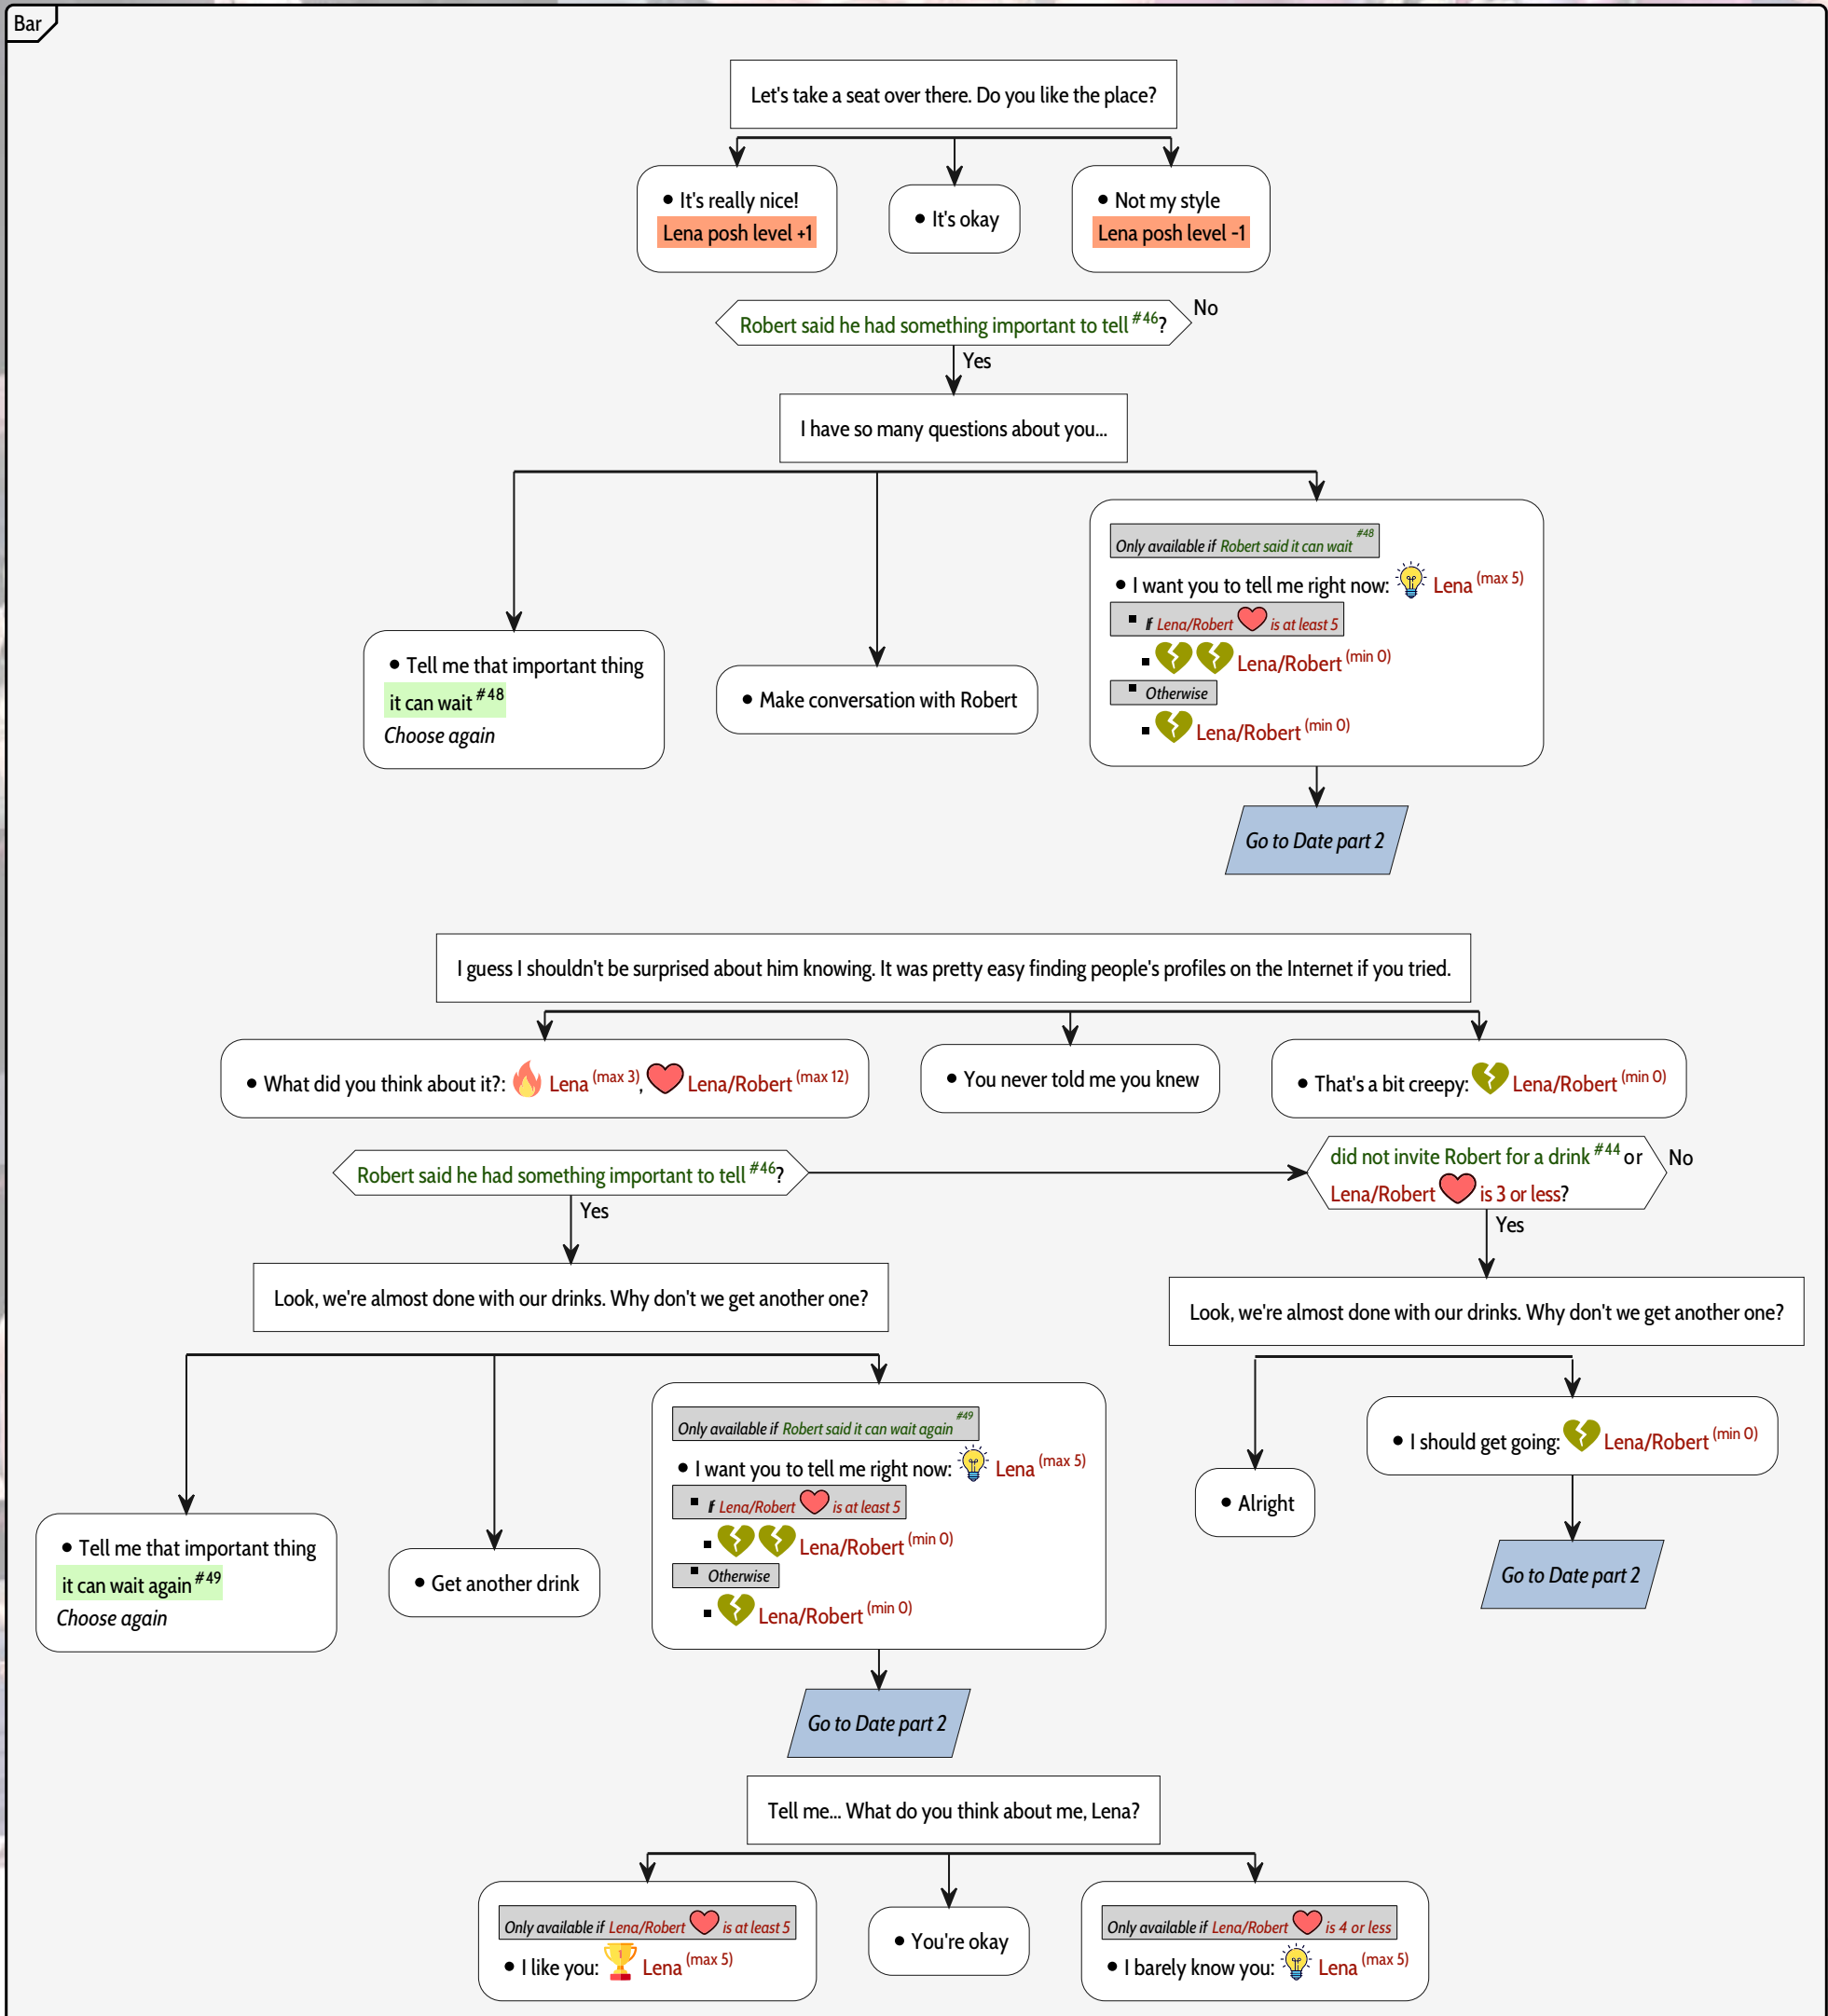 Bar
Let's take a seat over there. Do you like the place?
• It's really nice!
Lena posh level +1
• It's okay
• Not my style
Lena posh level -1
Robert said he had something important to tell #46?
No
Yes
I have so many questions about you...
• Tell me that important thing
it can wait #48
Choose again
• Make conversation with Robert
Only available if Robert said it can wait #48
• I want you to tell me right now: Lena (max 5)
▪ If Lena/Robert is at least 5
▪ Lena/Robert (min 0)
▪ Otherwise
▪ Lena/Robert (min 0)
Go to Date part 2
I guess I shouldn't be surprised about him knowing. It was pretty easy finding people's profiles on the Internet if you tried.
• What did you think about it?: Lena (max 3), Lena/Robert (max 12)
• You never told me you knew
• That's a bit creepy: Lena/Robert (min 0)
Robert said he had something important to tell #46?
Yes
did not invite Robert for a drink #44 or
Lena/Robert is 3 or less?
No
Yes
Look, we're almost done with our drinks. Why don't we get another one?
• Tell me that important thing
it can wait again #49
Choose again
• Get another drink
Only available if Robert said it can wait again #49
• I want you to tell me right now: Lena (max 5)
▪ If Lena/Robert is at least 5
▪ Lena/Robert (min 0)
▪ Otherwise
▪ Lena/Robert (min 0)
Go to Date part 2
Look, we're almost done with our drinks. Why don't we get another one?
• Alright
• I should get going: Lena/Robert (min 0)
Go to Date part 2
Tell me... What do you think about me, Lena?
Only available if Lena/Robert is at least 5
• I like you: Lena (max 5)
• You're okay
Only available if Lena/Robert is 4 or less
• I barely know you: Lena (max 5)